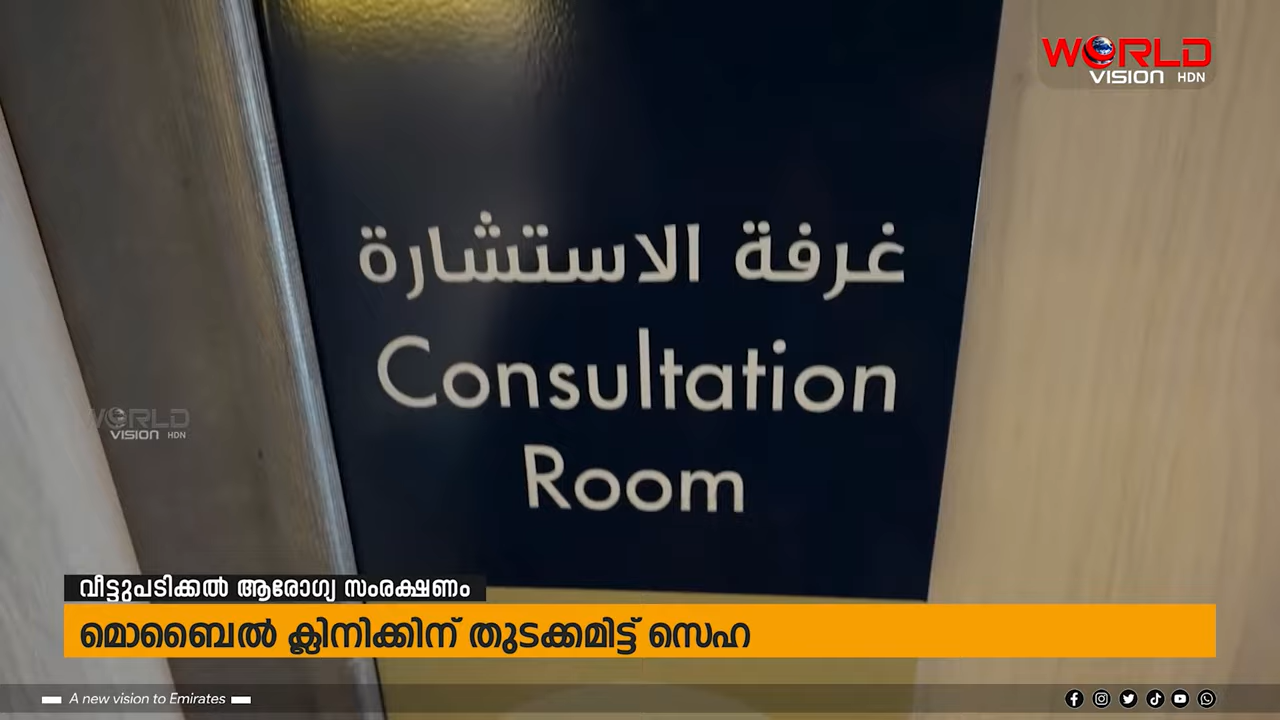 WORLD
VISION HDN
غرفة الاستشارة
Consultation
Room
WORLD
VISION HDN
വീട്ടുപടിക്കൽ ആരോഗ്യ സംരക്ഷണം
മൊബൈൽ ക്ലിനിക്കിന് തുടക്കമിട്ട് സെഹ
A new vision to Emirates